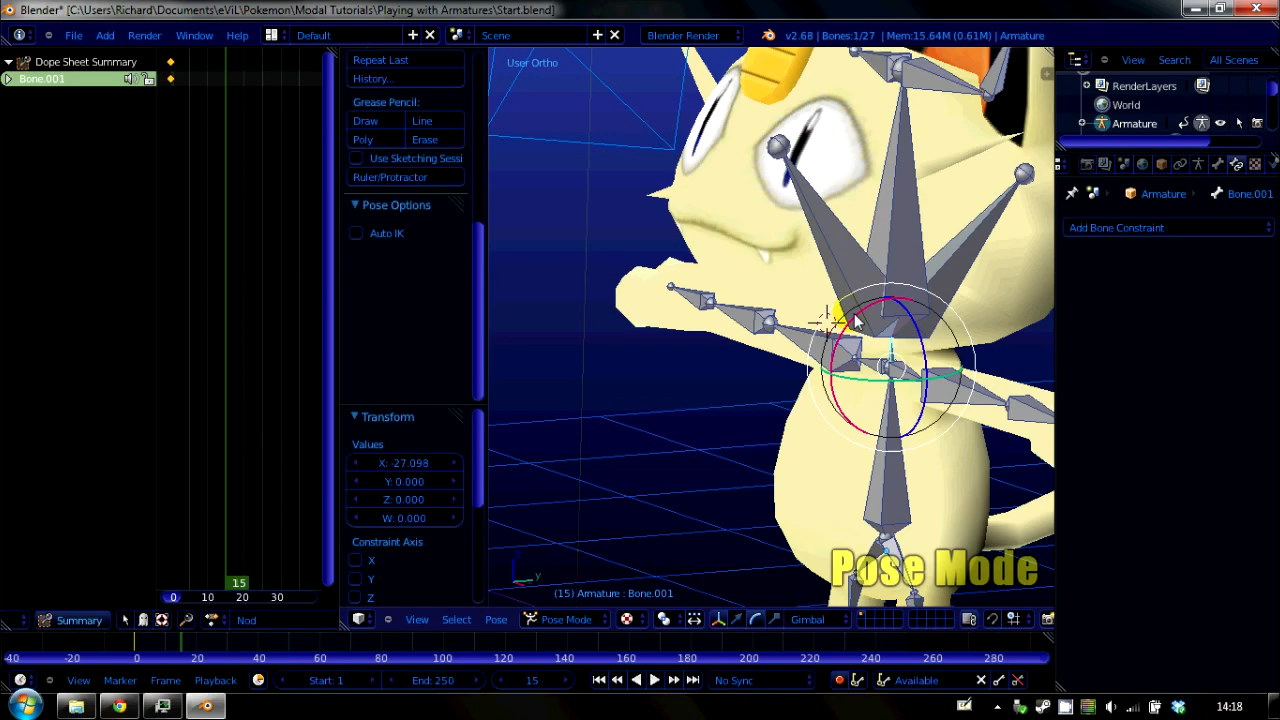 Blender* [C:\Users\Richard\Documents\eViL\Pokemon\Modal Tutorials\Playing with Armatures\Start.blend]
File Add Render Window Help Default Scene Blender Render v2.68 | Bones:1/27 | Mem:15.64M (0.61M) | Armature
Dope Sheet Summary
Bone.001
Repeat Last
History...
Grease Pencil:
Draw Line
Poly Erase
Use Sketching Sessi
Ruler/Protractor
Pose Options
Auto IK
Transform
Values
X: -27.098
Y: 0.000
Z: 0.000
W: 0.000
Constraint Axis
X
Y
Z
User Ortho
Pose Mode
y
(15) Armature : Bone.001
View Search All Scenes
RenderLayers
World
Armature
Armature Bone.001
Add Bone Constraint
15
0 10 20 30
Summary Nod
View Select Pose Pose Mode Gimbal
-40 -20 0 20 40 60 80 100 120 140 160 180 200 220 240 260 280
View Marker Frame Playback Start: 1 End: 250 15 No Sync Available
14:18